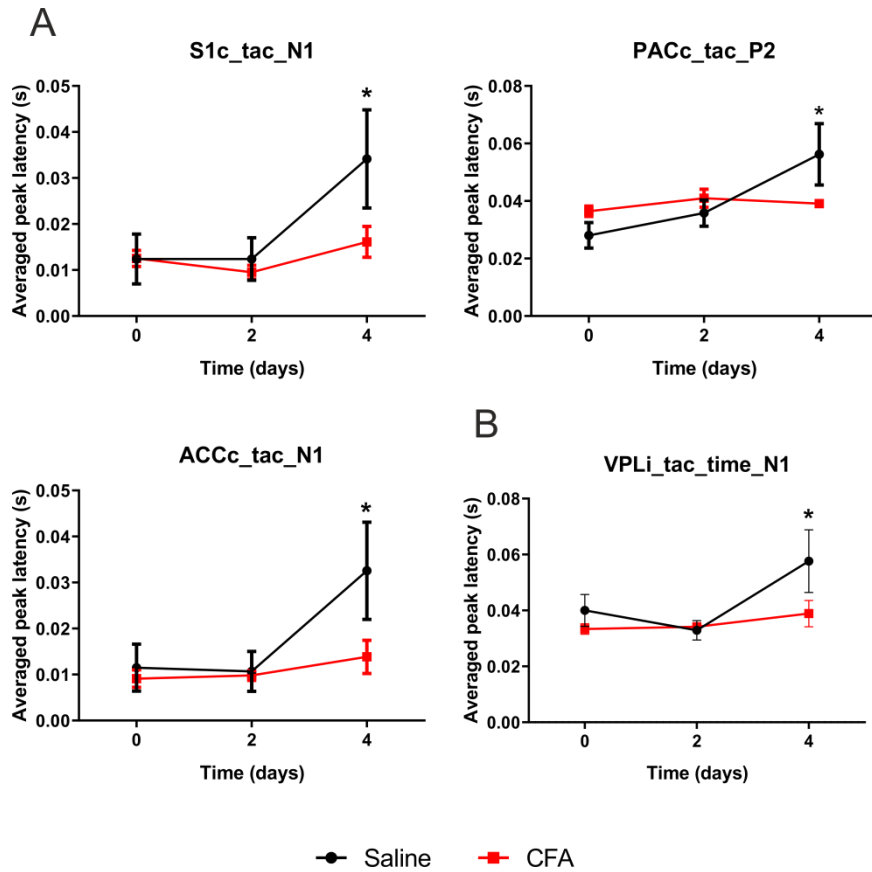 A
S1c_tac_N1
Averaged peak latency (s)
0.05
0.04
0.03
0.02
0.01
0.00
*
0 2 4
Time (days)
PACc_tac_P2
Averaged peak latency (s)
0.08
0.06
0.04
0.02
0.00
*
0 2 4
Time (days)
ACCc_tac_N1
Averaged peak latency (s)
0.05
0.04
0.03
0.02
0.01
0.00
*
0 2 4
Time (days)
B
VPLi_tac_time_N1
Averaged peak latency (s)
0.08
0.06
0.04
0.02
0.00
*
0 2 4
Time (days)
Saline CFA